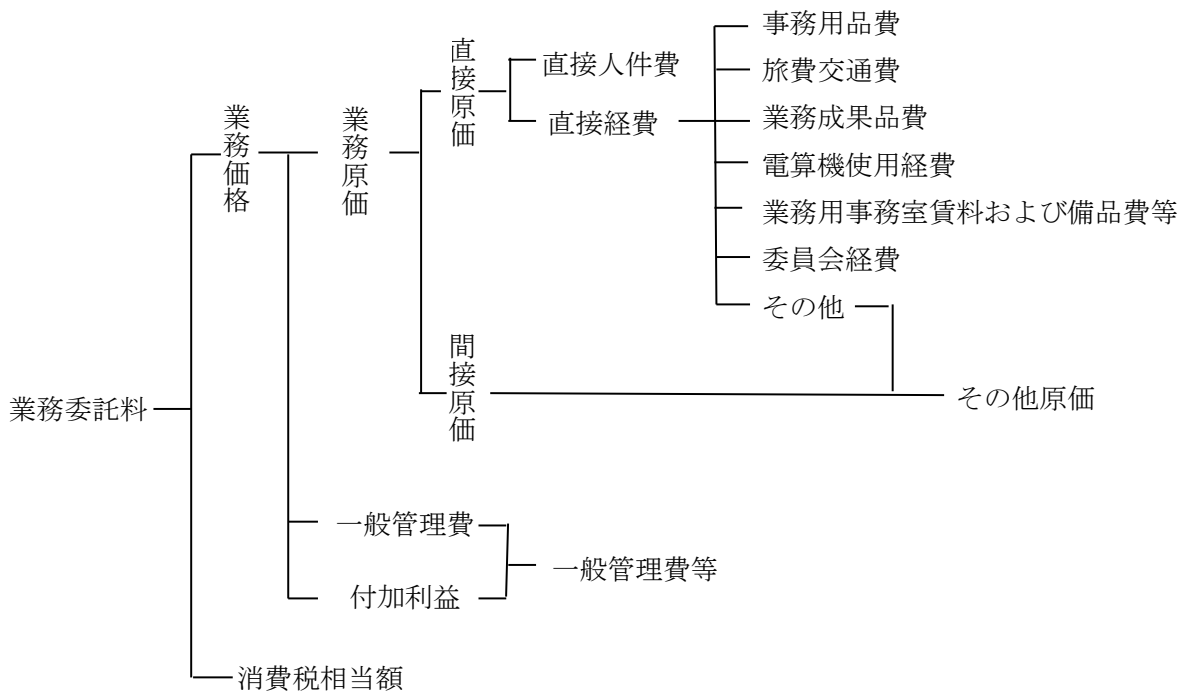 業務委託料
業務価格
業務原価
直接原価
直接人件費
直接経費
事務用品費
旅費交通費
業務成果品費
電算機使用経費
業務用事務室賃料および備品費等
委員会経費
その他
間接原価
その他原価
一般管理費
付加利益
一般管理費等
消費税相当額